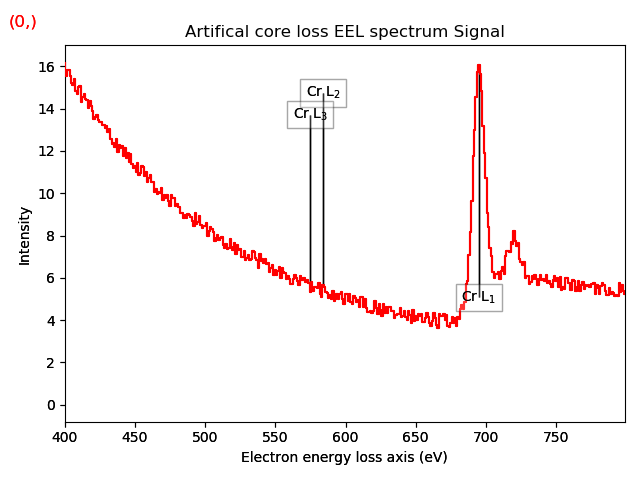 (0,)
Artifical core loss EEL spectrum Signal
Intensity
16
14
12
10
8
6
4
2
0
Cr L₂
Cr L₃
Cr L₁
400 450 500 550 600 650 700 750
Electron energy loss axis (eV)